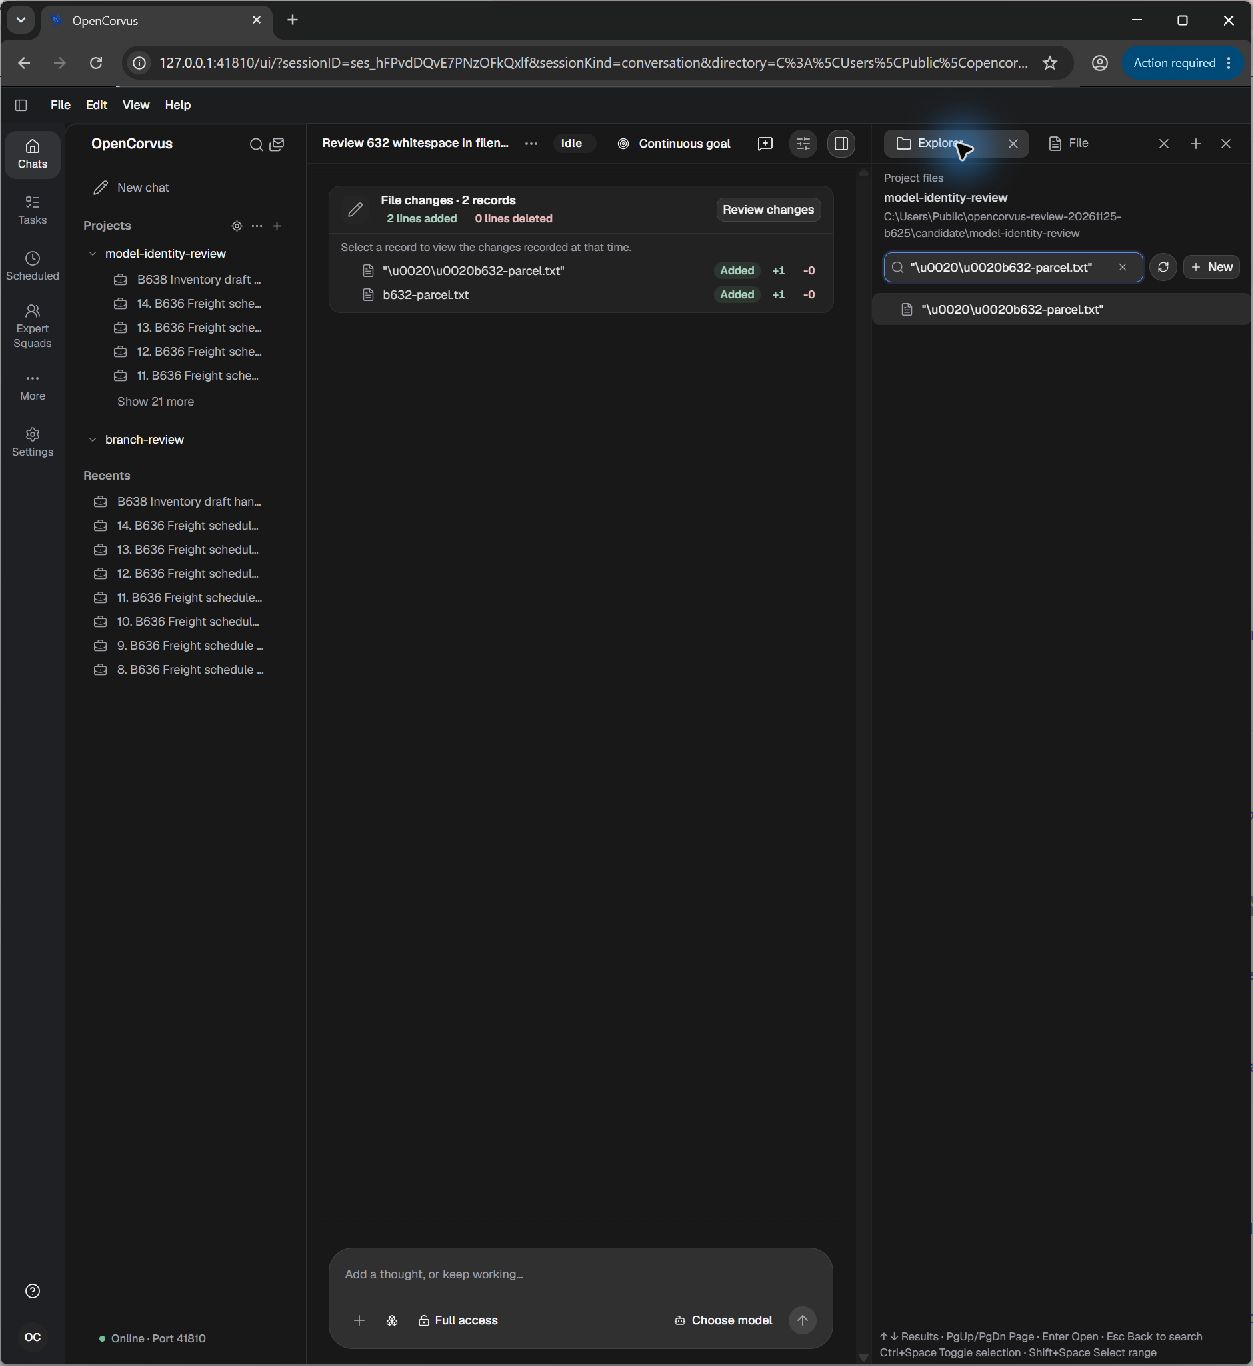 OpenCorvus
127.0.0.1:41810/ui/?sessionID=ses_hFPvdDQvE7PNzOFkQxlf&sessionKind=conversation&directory=C%3A%5CUsers%5CPublic%5Copencor...
Action required
File Edit View Help
Chats
Tasks
Scheduled
Expert
Squads
More
Settings
OC
OpenCorvus
New chat
Projects
model-identity-review
B638 Inventory draft ...
14. B636 Freight sche...
13. B636 Freight sche...
12. B636 Freight sche...
11. B636 Freight sche...
Show 21 more
branch-review
Recents
B638 Inventory draft han...
14. B636 Freight schedul...
13. B636 Freight schedul...
12. B636 Freight schedul...
11. B636 Freight schedule...
10. B636 Freight schedul...
9. B636 Freight schedule ...
8. B636 Freight schedule ...
Online · Port 41810
Review 632 whitespace in filen... ... Idle Continuous goal
File changes · 2 records
2 lines added 0 lines deleted
Review changes
Select a record to view the changes recorded at that time.
"\u0020\u0020b632-parcel.txt" Added +1 -0
b632-parcel.txt Added +1 -0
Add a thought, or keep working...
Full access Choose model
Explorer File
Project files
model-identity-review
C:\Users\Public\opencorvus-review-20261125-
b625\candidate\model-identity-review
"\u0020\u0020b632-parcel.txt" + New
"\u0020\u0020b632-parcel.txt"
↑↓ Results · PgUp/PgDn Page · Enter Open · Esc Back to search
Ctrl+Space Toggle selection · Shift+Space Select range